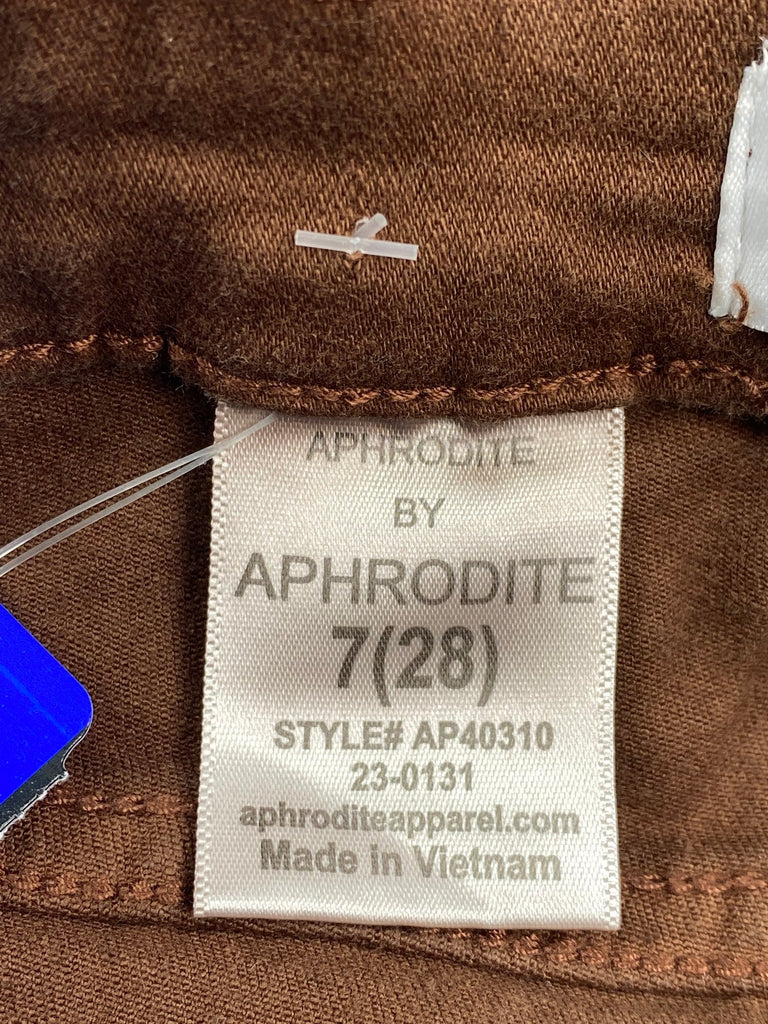 APHRODITE
BY
APHRODITE
7(28)
STYLE# AP40310
23-0131
aphroditeapparel.com
Made in Vietnam